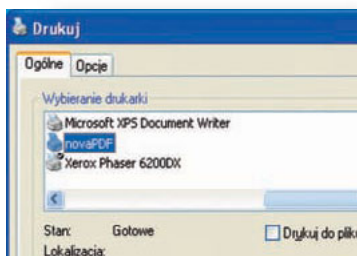 Drukuj
Ogólne Opcje
Wybieranie drukarki
Microsoft XPS Document Writer
novaPDF
Xerox Phaser 6200DX
Stan: Gotowe Drukuj do pliku
Lokalizacja: